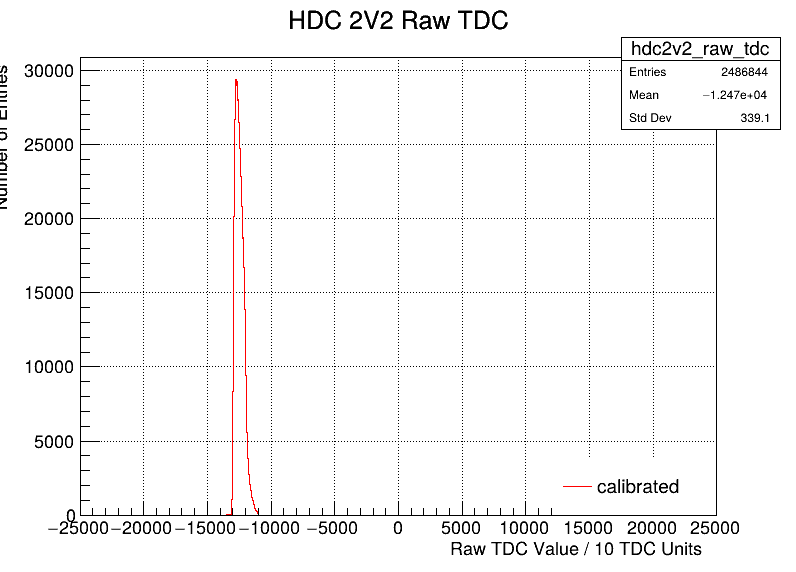 HDC 2V2 Raw TDC
hdc2v2_raw_tdc
Entries 2486844
Mean −1.247e+04
Std Dev 339.1
Number of Entries
30000
25000
20000
15000
10000
5000
0
calibrated
−25000 −20000 −15000 −10000 −5000 0 5000 10000 15000 20000 25000
Raw TDC Value / 10 TDC Units